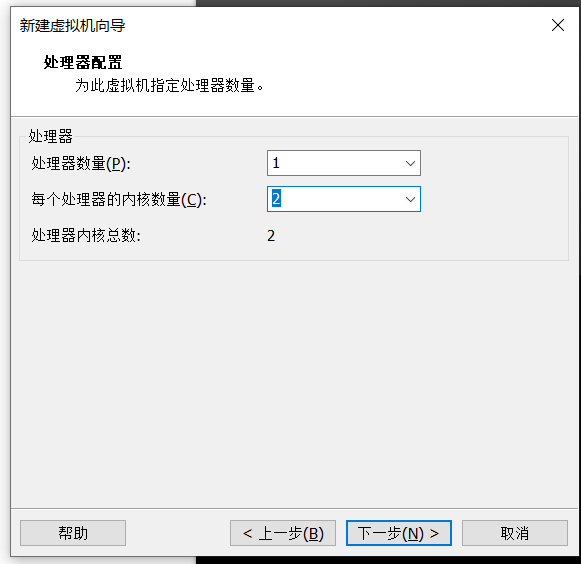 新建虚拟机向导
处理器配置
为此虚拟机指定处理器数量。
处理器
处理器数量(P): 1
每个处理器的内核数量(C): 2
处理器内核总数: 2
帮助 < 上一步(B) 下一步(N) > 取消